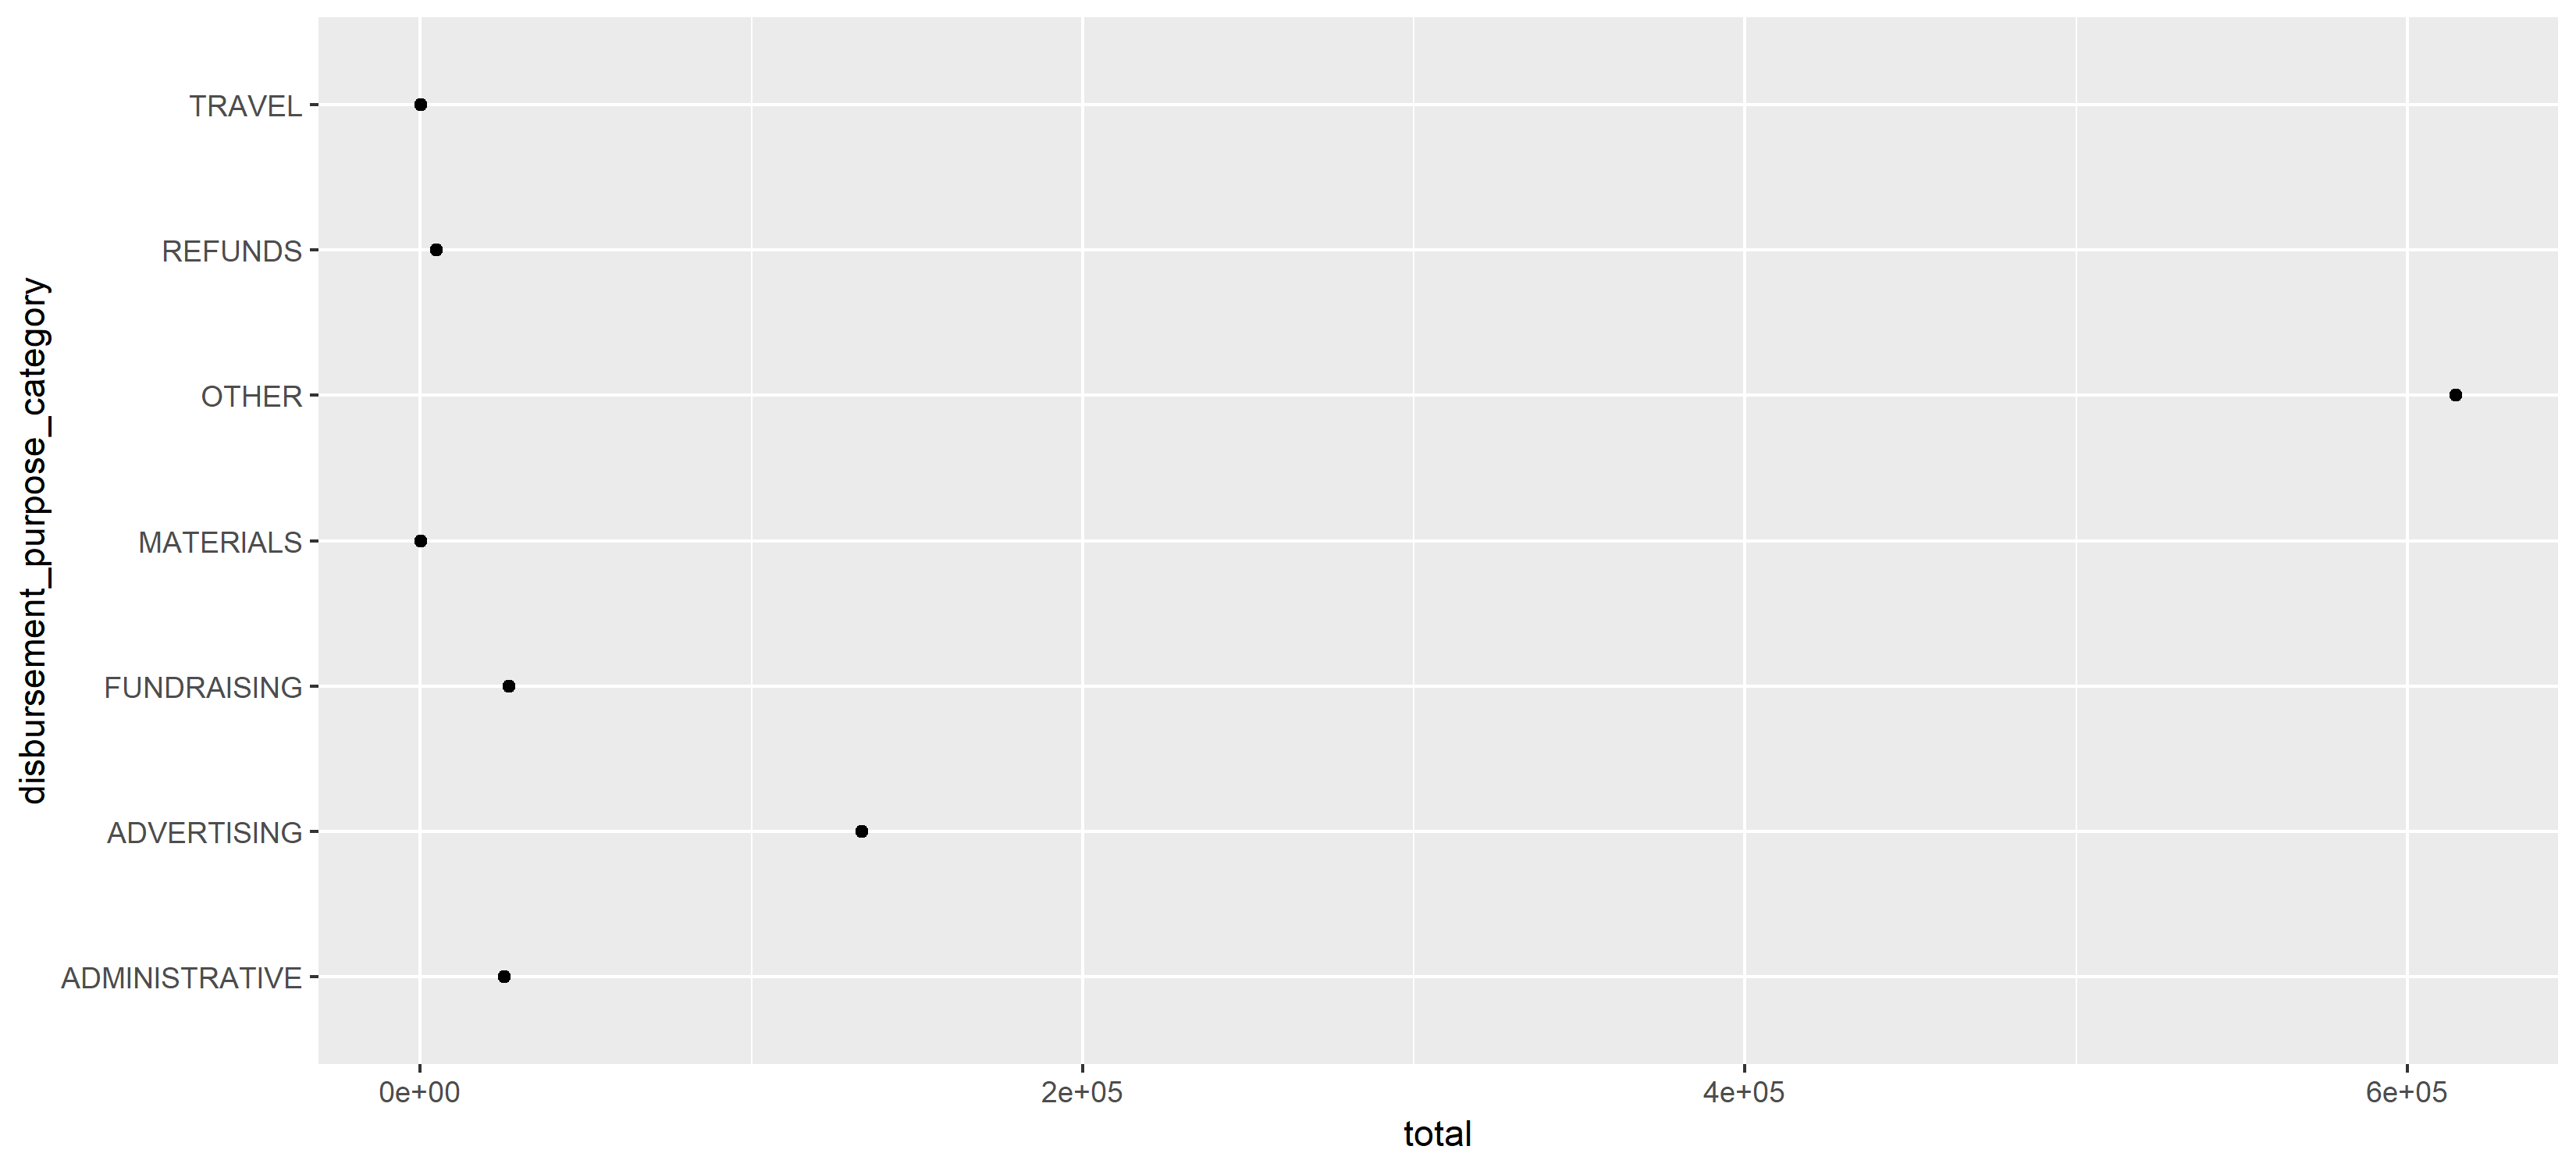 disbursement_purpose_category
TRAVEL
REFUNDS
OTHER
MATERIALS
FUNDRAISING
ADVERTISING
ADMINISTRATIVE
0e+00 2e+05 4e+05 6e+05
total